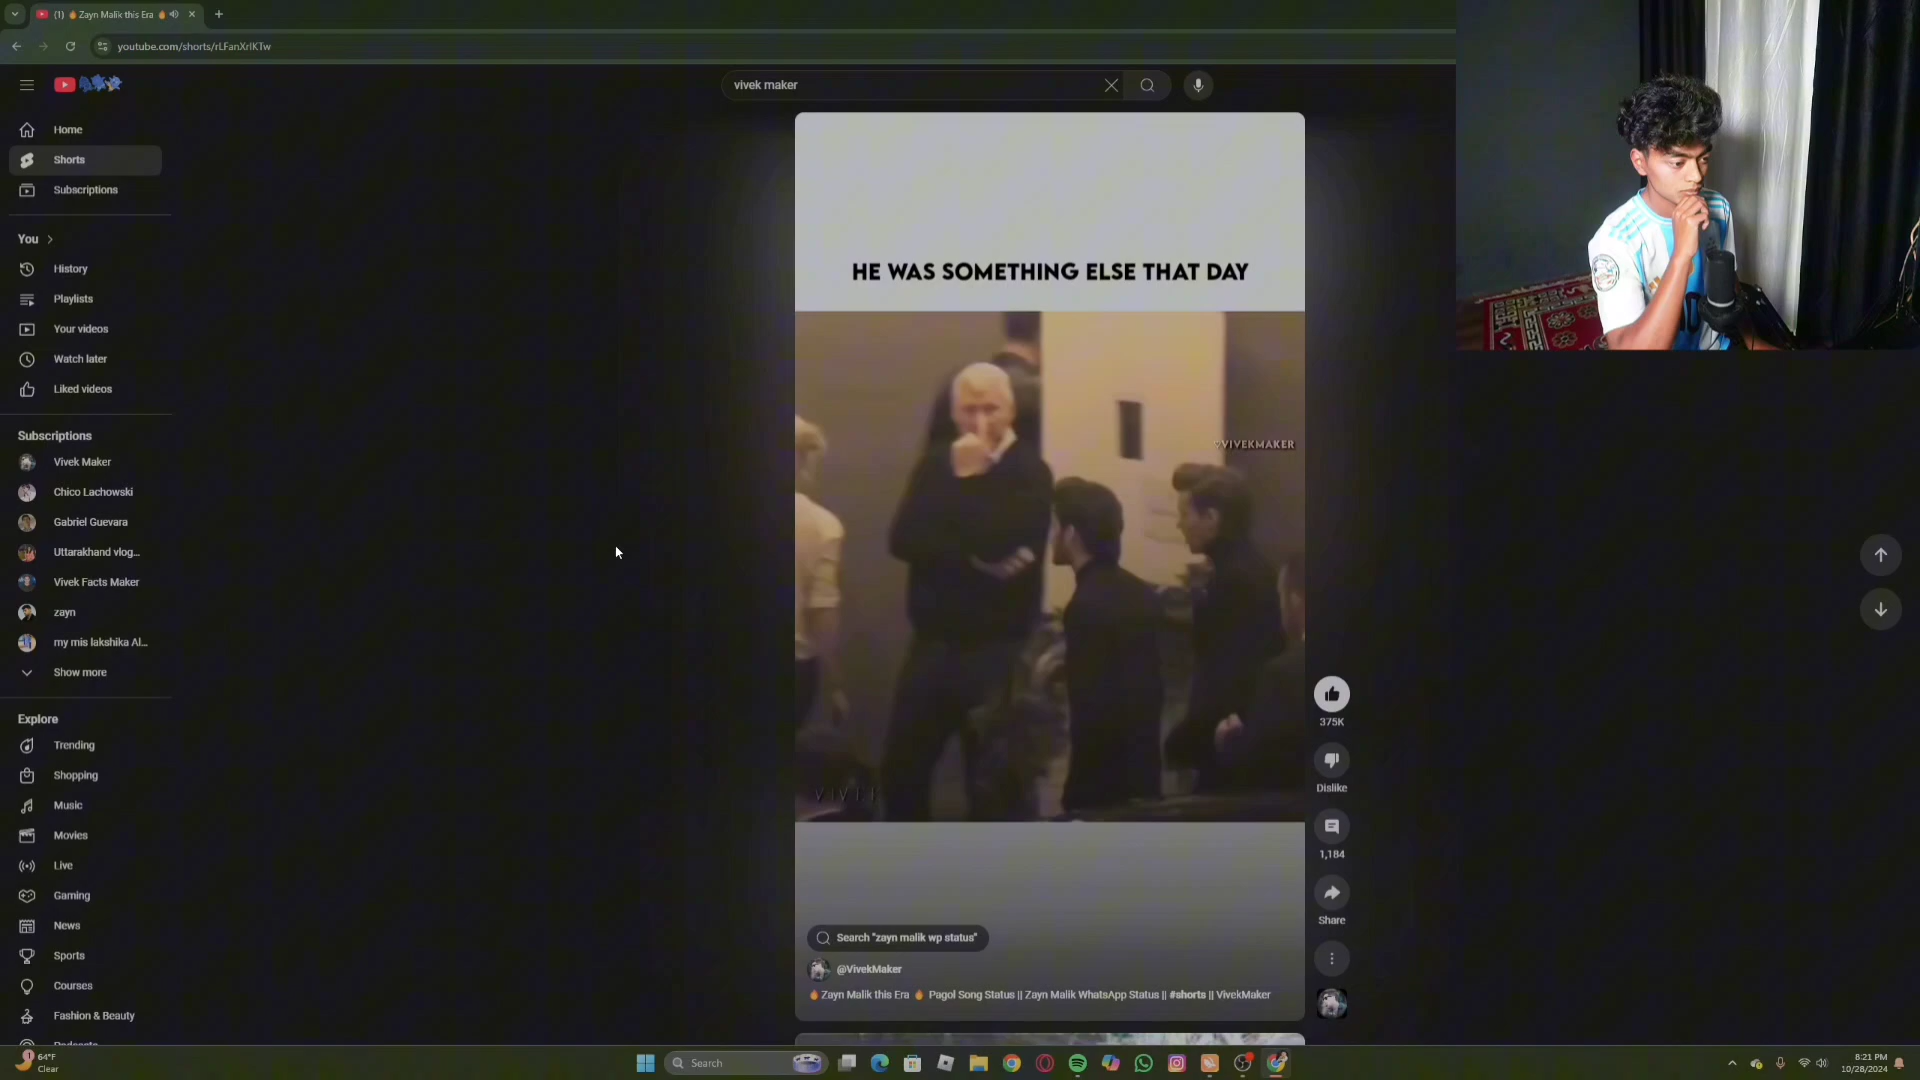 (1) 🔥 Zayn Malik this Era 🔥
youtube.com/shorts/rLFanXrIKTw
vivek maker
Home
Shorts
Subscriptions
You
History
Playlists
Your videos
Watch later
Liked videos
Subscriptions
Vivek Maker
Chico Lachowski
Gabriel Guevara
Uttarakhand vlog...
Vivek Facts Maker
zayn
my mis lakshika Al...
Show more
Explore
Trending
Shopping
Music
Movies
Live
Gaming
News
Sports
Courses
Fashion & Beauty
Podcasts
HE WAS SOMETHING ELSE THAT DAY
VIVEKMAKER
375K
Dislike
1,184
Share
Search "zayn malik wp status"
@VivekMaker
🔥Zayn Malik this Era 🔥 Pagol Song Status || Zayn Malik WhatsApp Status || #shorts || VivekMaker
64°F
Clear
Search
8:21 PM
10/28/2024